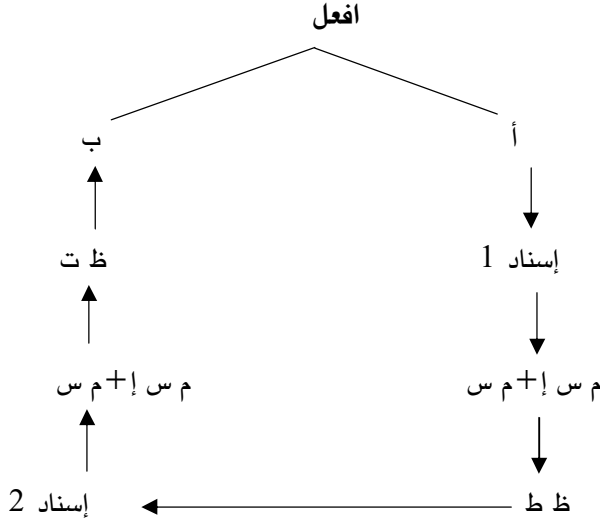 افعل
أ
ب
إسناد 1
ظ ت
م س إ+م س
م س إ+م س
ظ ط
إسناد 2